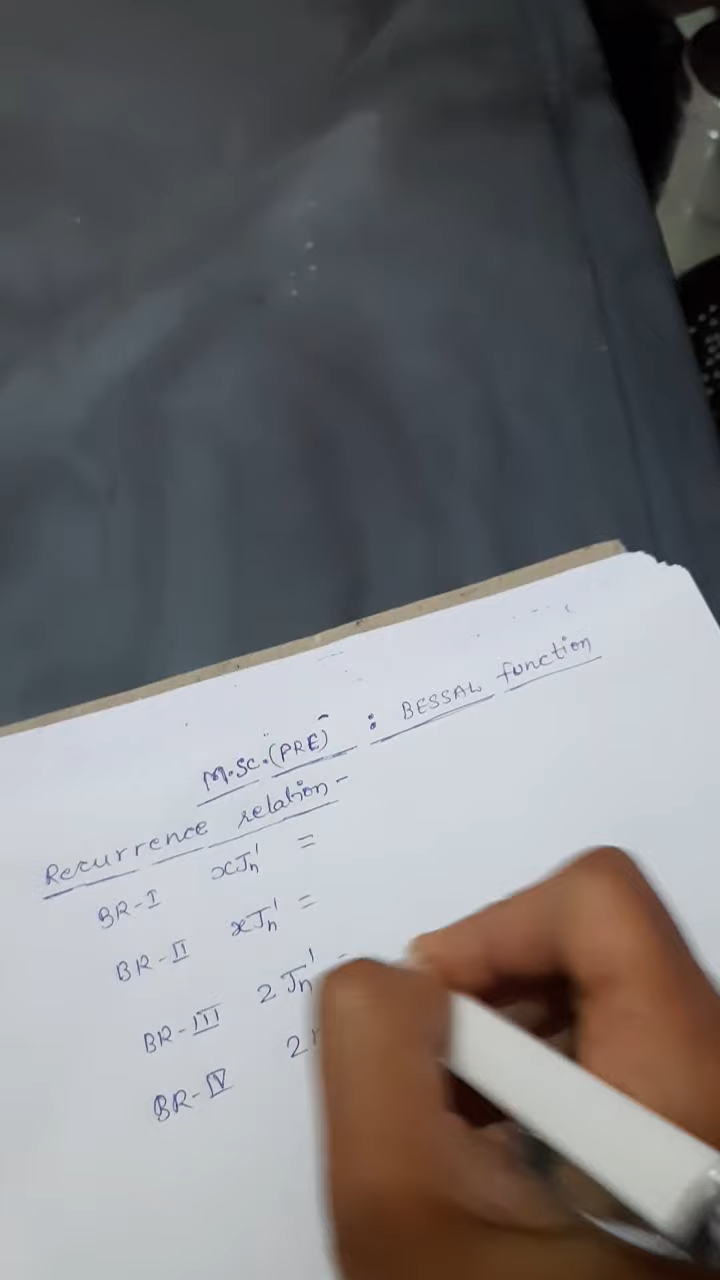 M.Sc.(PRE) : BESSAL function
Recurrence relation-
BR-I xJn' =
BR-II xJn' =
BR-III 2Jn'
BR-IV 2